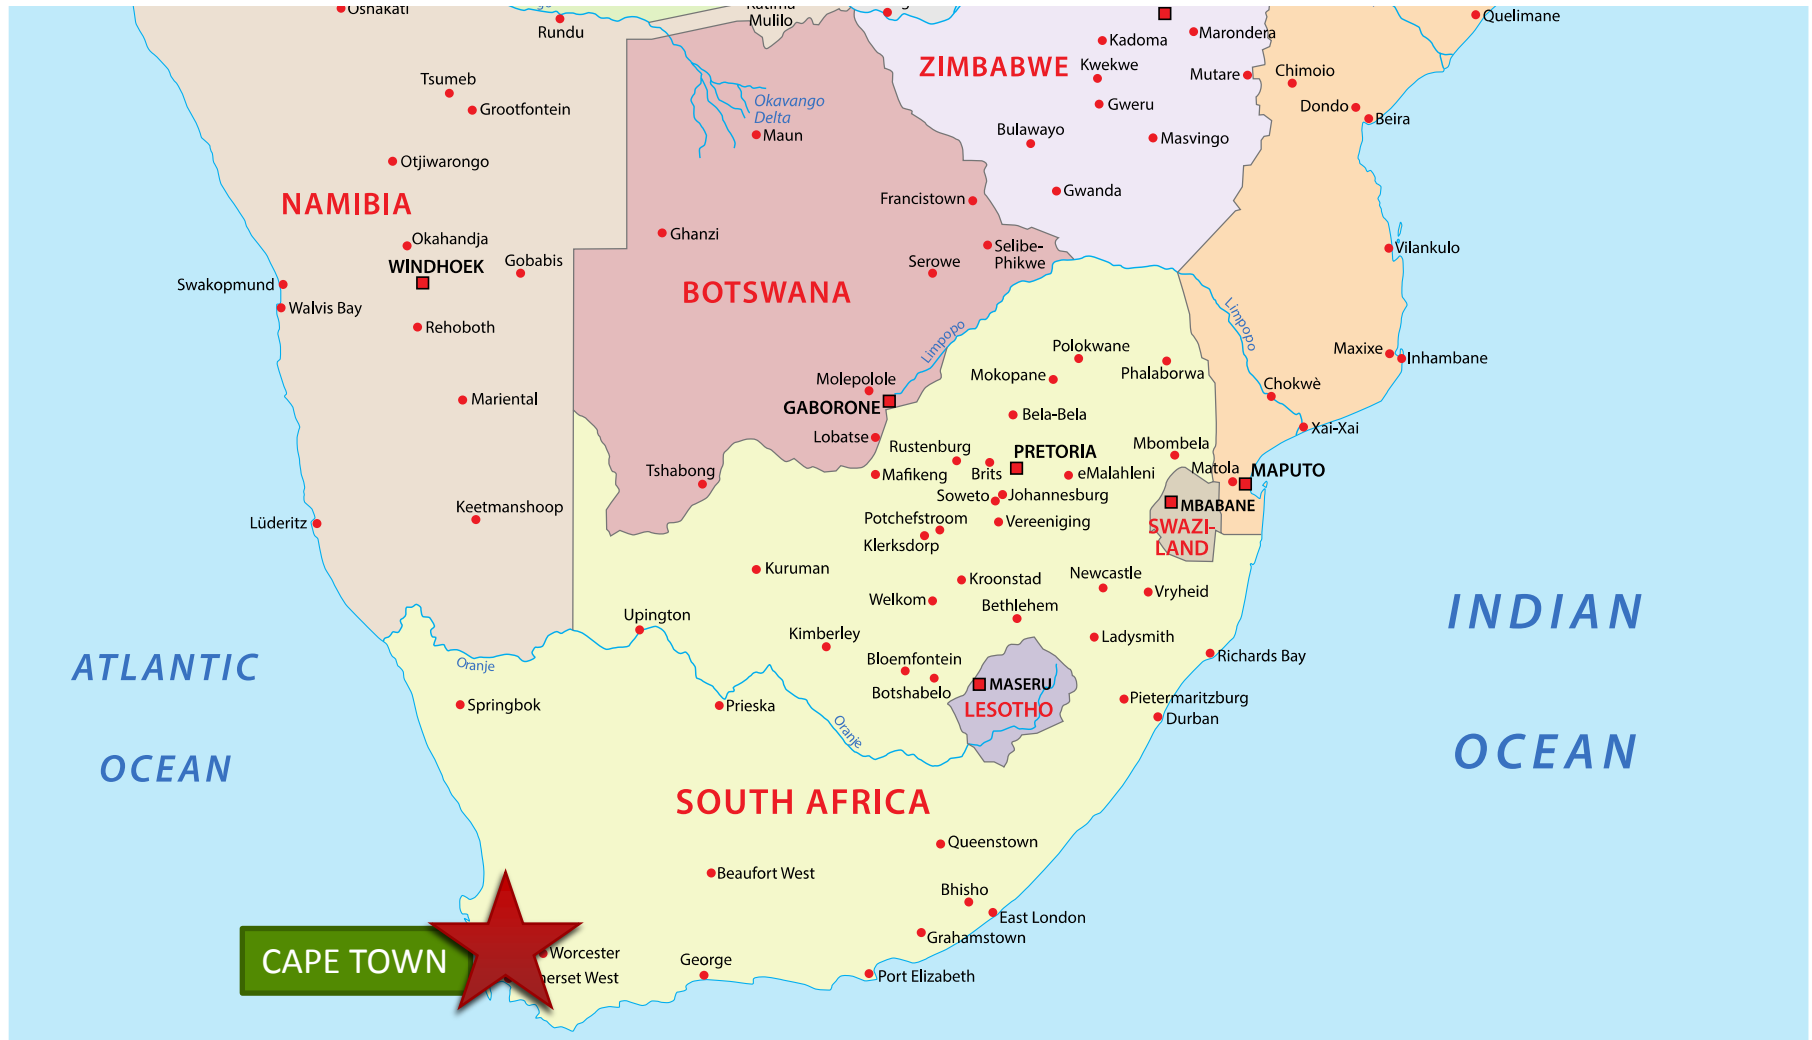 Oshakati
Rundu
Katima
Mulilo
Quelimane
Kadoma
Marondera
ZIMBABWE
Kwekwe
Mutare
Chimoio
Tsumeb
Grootfontein
Okavango
Delta
Maun
Gweru
Dondo
Beira
Bulawayo
Masvingo
Otjiwarongo
NAMIBIA
Francistown
Gwanda
Okahandja
Ghanzi
Selibe-
Phikwe
Vilankulo
WINDHOEK
Gobabis
Serowe
Swakopmund
BOTSWANA
Walvis Bay
Rehoboth
Limpopo
Limpopo
Polokwane
Maxixe
Inhambane
Mokopane
Phalaborwa
Molepolole
Chokwè
Mariental
GABORONE
Bela-Bela
Xai-Xai
Lobatse
Rustenburg
PRETORIA
Mbombela
Tshabong
Mafikeng
Brits
eMalahleni
Matola
MAPUTO
Soweto
Johannesburg
MBABANE
Keetmanshoop
Lüderitz
Potchefstroom
Vereeniging
SWAZI-
LAND
Klerksdorp
Kuruman
Kroonstad
Newcastle
Vryheid
Welkom
Bethlehem
INDIAN
Upington
Kimberley
Ladysmith
Richards Bay
ATLANTIC
Oranje
Bloemfontein
Botshabelo
MASERU
LESOTHO
Springbok
Prieska
Pietermaritzburg
Durban
Oranje
OCEAN
OCEAN
SOUTH AFRICA
Queenstown
Beaufort West
Bhisho
East London
Grahamstown
CAPE TOWN
Worcester
George
Port Elizabeth
erset West